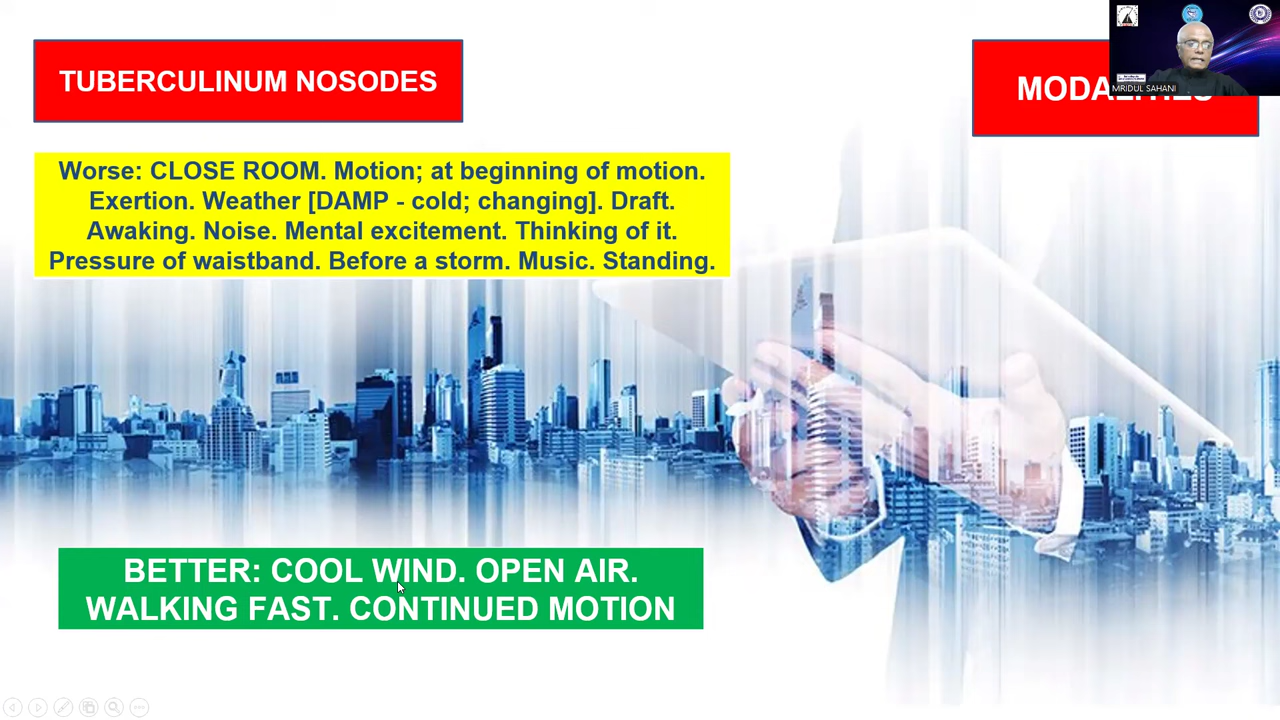 TUBERCULINUM NOSODES
MODALITIES
MRIDUL SAHANI
Worse: CLOSE ROOM. Motion; at beginning of motion.
Exertion. Weather [DAMP - cold; changing]. Draft.
Awaking. Noise. Mental excitement. Thinking of it.
Pressure of waistband. Before a storm. Music. Standing.
BETTER: COOL WIND. OPEN AIR.
WALKING FAST. CONTINUED MOTION